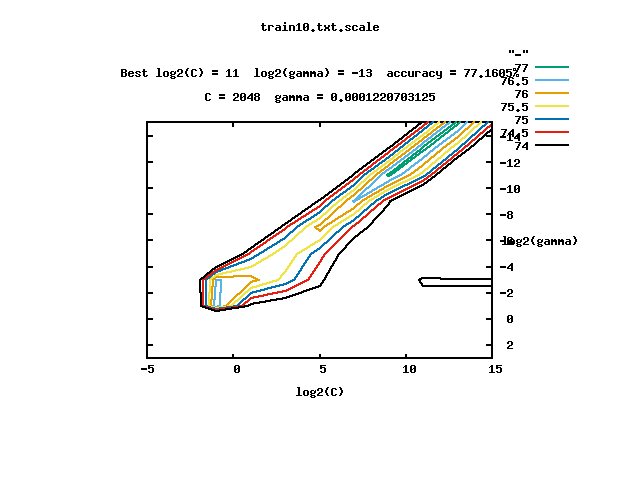 train10.txt.scale
"-"
Best log2(C) = 11  log2(gamma) = -13  accuracy = 77.1605%
77
76.5
C = 2048  gamma = 0.0001220703125
76
75.5
75
74.5
-14
74
-12
-10
-8
-6
log2(gamma)
-4
-2
0
2
-5 0 5 10 15
log2(C)